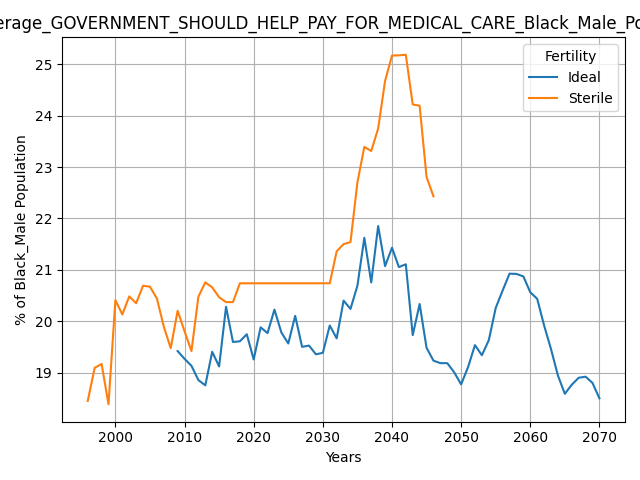 erage_GOVERNMENT_SHOULD_HELP_PAY_FOR_MEDICAL_CARE_Black_Male_Po
Fertility
Ideal
Sterile
% of Black_Male Population
25
24
23
22
21
20
19
2000 2010 2020 2030 2040 2050 2060 2070
Years